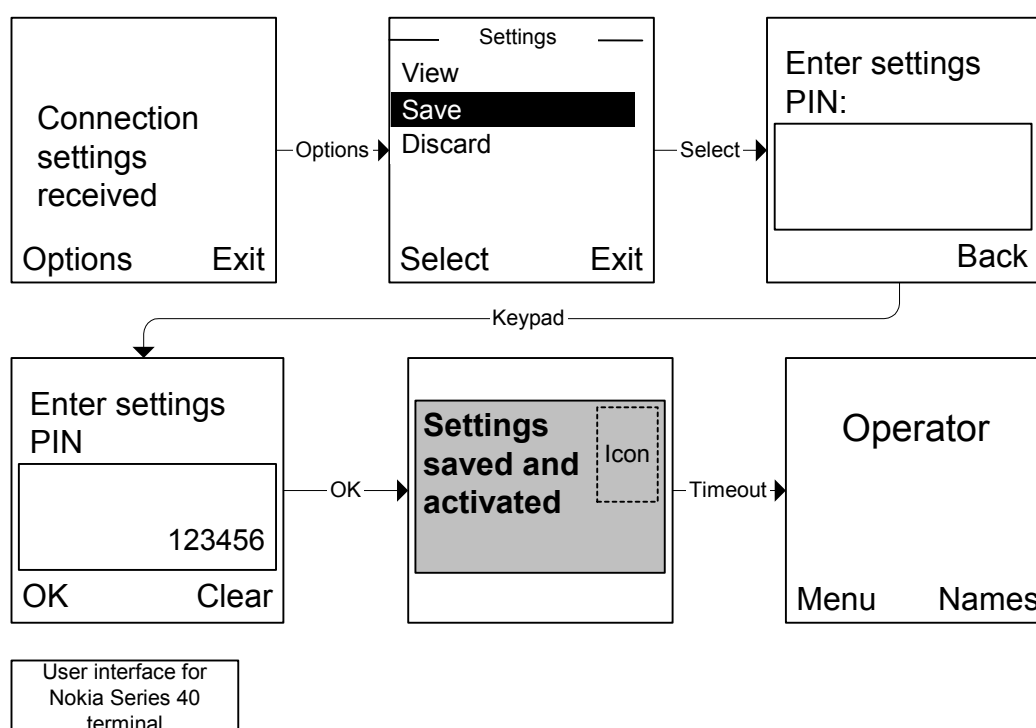 Connection
settings
received
Options Exit
Options
Settings
View
Save
Discard
Select Exit
Select
Enter settings
PIN:
Back
Keypad
Enter settings
PIN
123456
OK Clear
OK
Settings
saved and
activated
Icon
Timeout
Operator
Menu Names
User interface for
Nokia Series 40
terminal